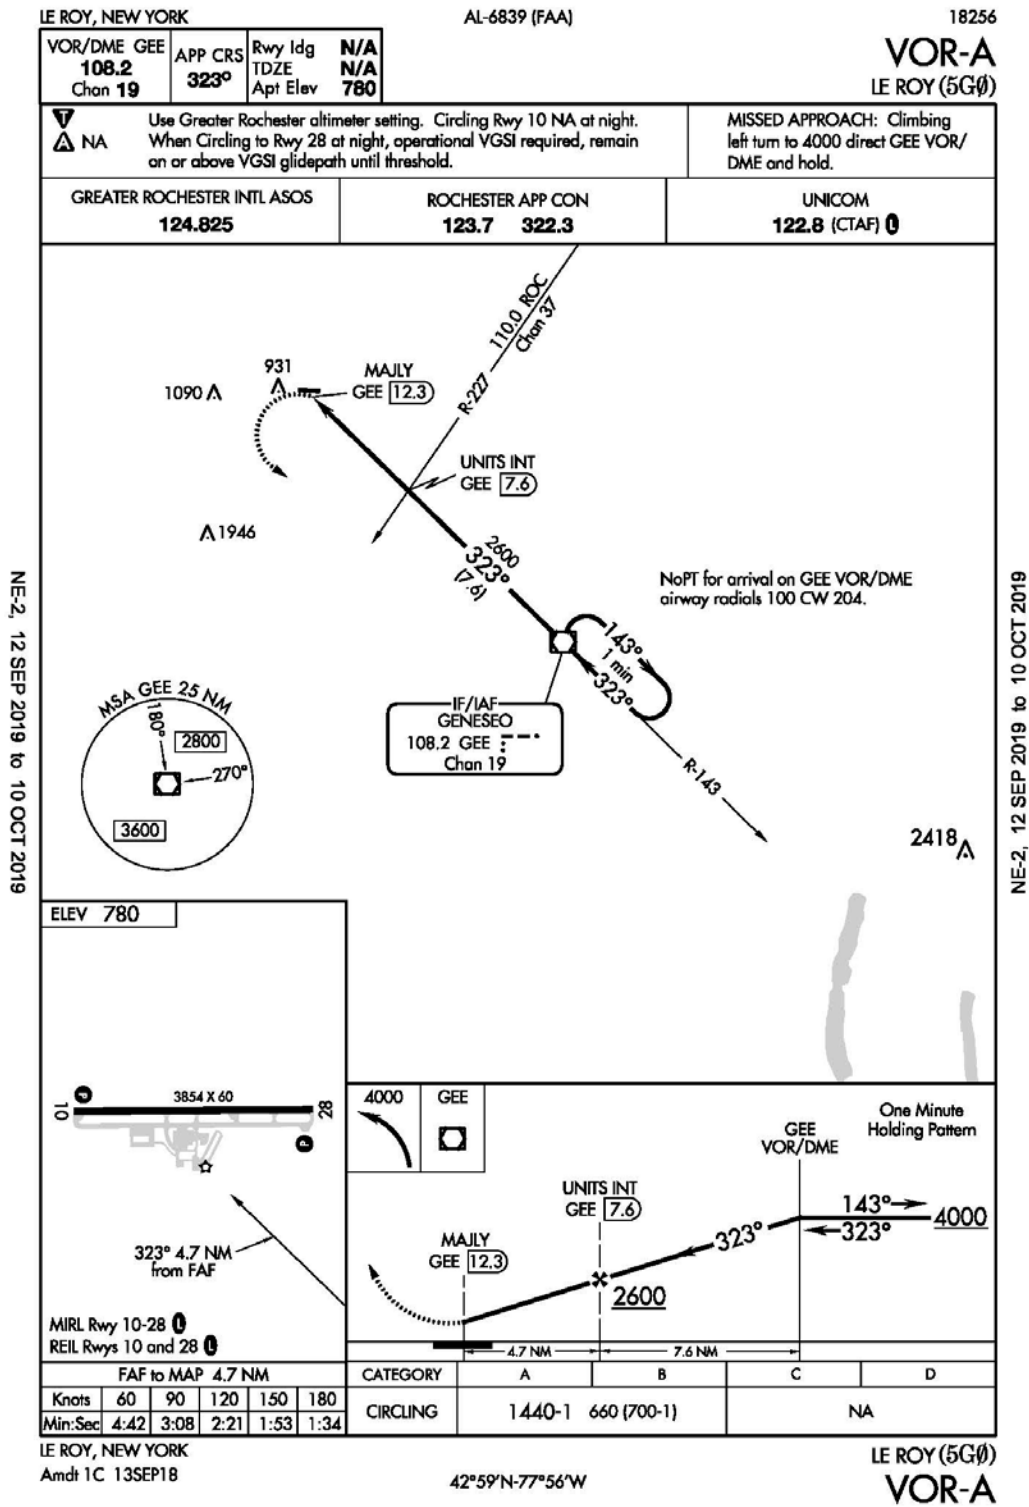 LE ROY, NEW YORK
AL-6839 (FAA)
18256
VOR/DME GEE
108.2
Chan 19
APP CRS
323°
Rwy ldg N/A
TDZE N/A
Apt Elev 780
VOR-A
LE ROY (5GØ)
T
A NA
Use Greater Rochester altimeter setting. Circling Rwy 10 NA at night.
When Circling to Rwy 28 at night, operational VGSI required, remain
on or above VGSI glidepath until threshold.
MISSED APPROACH: Climbing
left turn to 4000 direct GEE VOR/
DME and hold.
GREATER ROCHESTER INTL ASOS
124.825
ROCHESTER APP CON
123.7 322.3
UNICOM
122.8 (CTAF) L
110.0 ROC
Chan 37
R-227
931
1090
MAJLY
GEE 12.3
UNITS INT
GEE 7.6
1946
2600
323°
(7.6)
NoPT for arrival on GEE VOR/DME
airway radials 100 CW 204.
143°
1 min
323°
IF/IAF
GENESEO
108.2 GEE
Chan 19
R-143
2418
MSA GEE 25 NM
180°
2800
270°
3600
NE-2, 12 SEP 2019 to 10 OCT 2019
NE-2, 12 SEP 2019 to 10 OCT 2019
ELEV 780
P
10
3854 X 60
28
P
323° 4.7 NM
from FAF
MIRL Rwy 10-28 L
REIL Rwys 10 and 28 L
4000
GEE
One Minute
Holding Pattern
GEE
VOR/DME
UNITS INT
GEE 7.6
MAJLY
GEE 12.3
143°
323°
4000
323°
2600
4.7 NM
7.6 NM
FAF to MAP 4.7 NM
Knots 60 90 120 150 180
Min:Sec 4:42 3:08 2:21 1:53 1:34
CATEGORY A B C D
CIRCLING 1440-1 660 (700-1) NA
LE ROY, NEW YORK
Amdt 1C 13SEP18
42°59'N-77°56'W
LE ROY (5GØ)
VOR-A